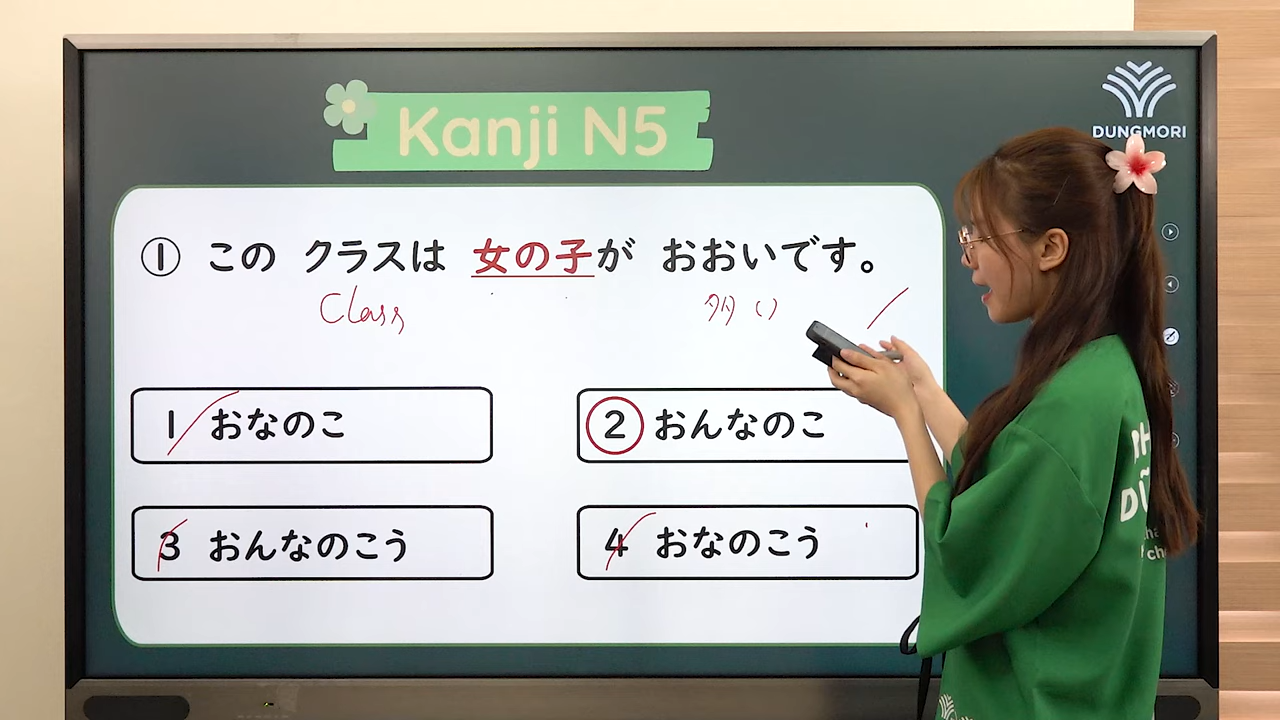 Kanji N5
DUNGMORI
① この クラスは 女の子が おおいです。
Class
多い
1 おなのこ
2 おんなのこ
3 おんなのこう
4 おなのこう